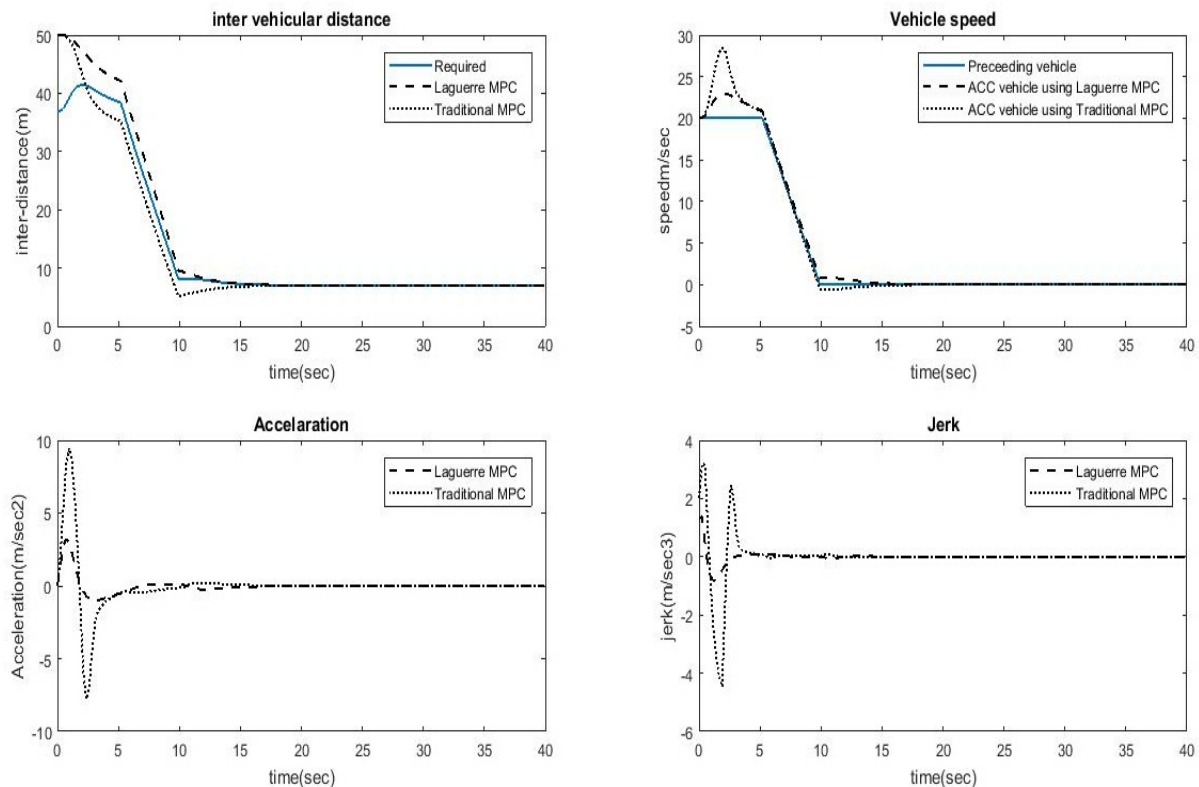 inter vehicular distance
50
40
30
20
10
0
inter-distance(m)
Required
Laguerre MPC
Traditional MPC
0 5 10 15 20 25 30 35 40
time(sec)
Vehicle speed
30
25
20
15
10
5
0
-5
speedm/sec
Preceeding vehicle
ACC vehicle using Laguerre MPC
ACC vehicle using Traditional MPC
0 5 10 15 20 25 30 35 40
time(sec)
Accelaration
10
5
0
-5
-10
Acceleration(m/sec2)
Laguerre MPC
Traditional MPC
0 5 10 15 20 25 30 35 40
time(sec)
Jerk
4
2
0
-2
-4
-6
jerk(m/sec3)
Laguerre MPC
Traditional MPC
0 5 10 15 20 25 30 35 40
time(sec)